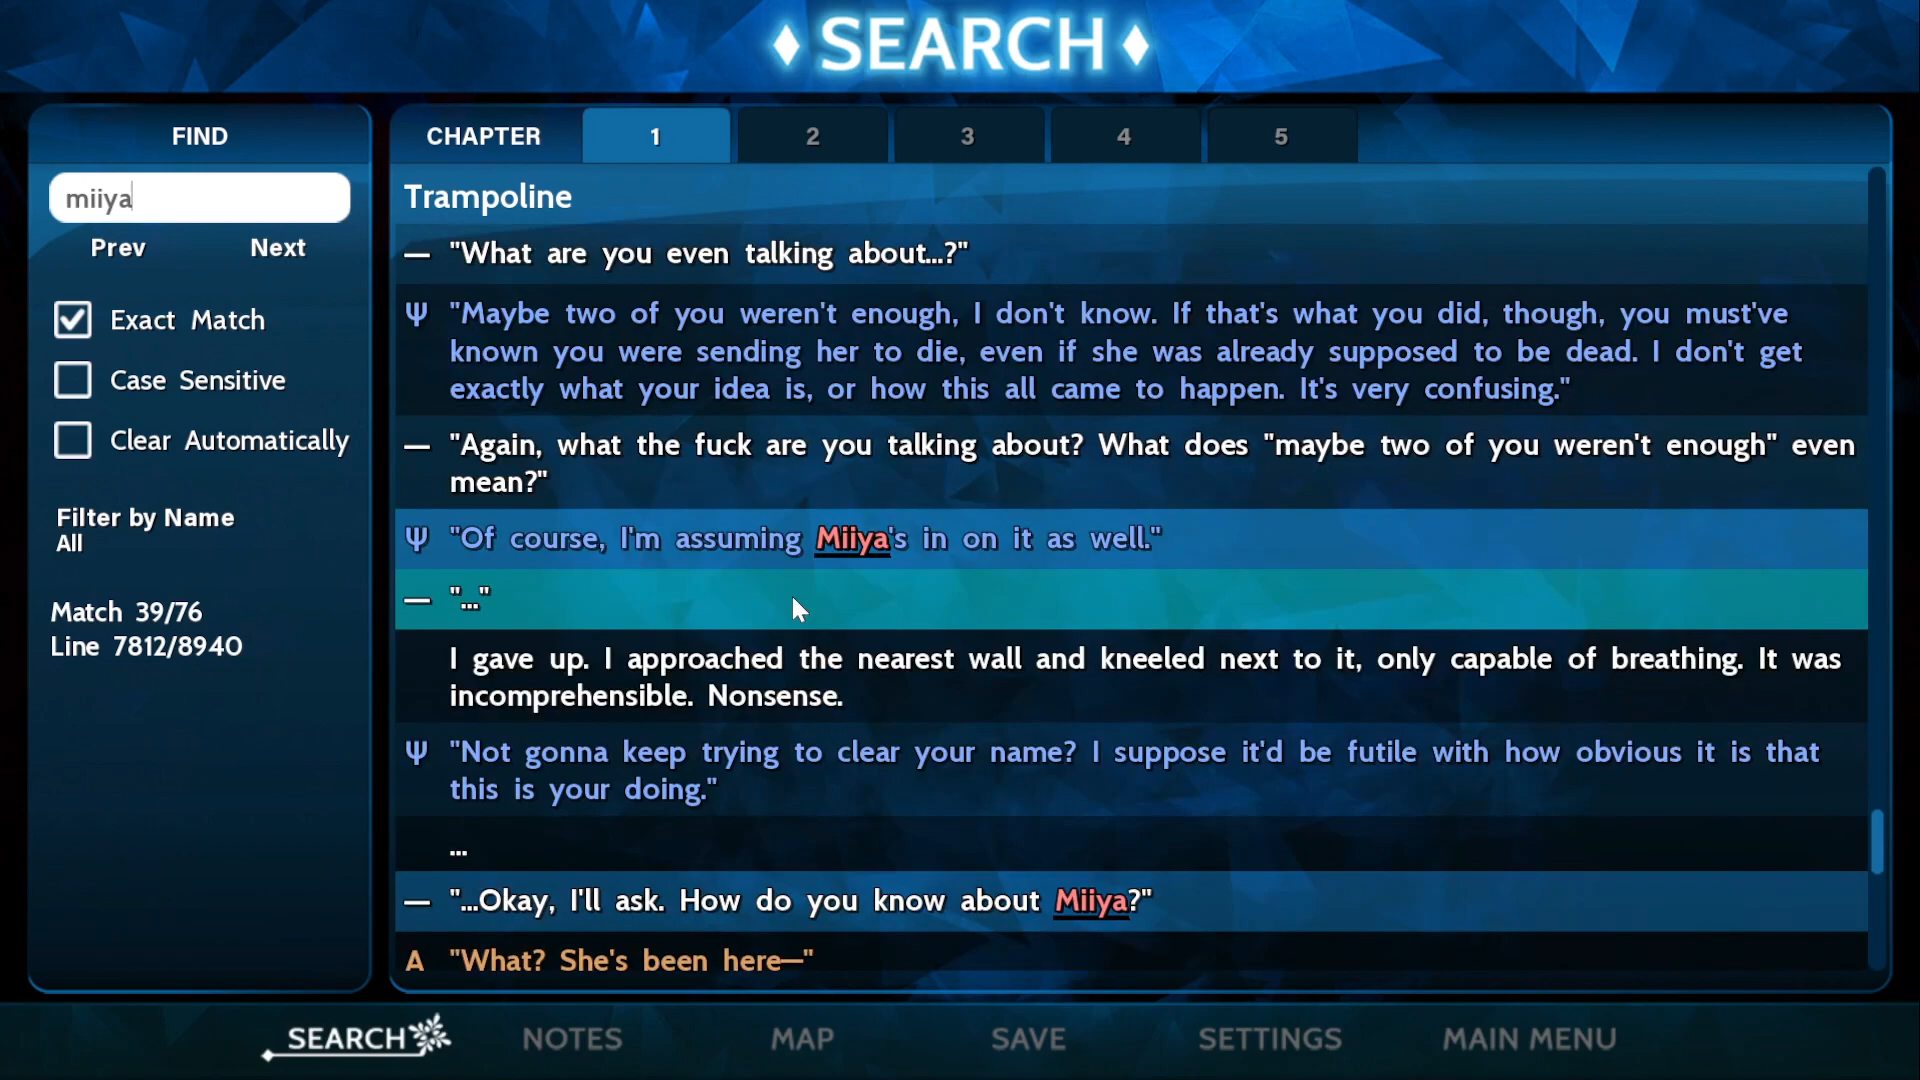 SEARCH
FIND
miiya
Prev Next
Exact Match
Case Sensitive
Clear Automatically
Filter by Name
All
Match 39/76
Line 7812/8940
CHAPTER 1 2 3 4 5
Trampoline
— "What are you even talking about...?"
Ψ "Maybe two of you weren't enough, I don't know. If that's what you did, though, you must've
known you were sending her to die, even if she was already supposed to be dead. I don't get
exactly what your idea is, or how this all came to happen. It's very confusing."
— "Again, what the fuck are you talking about? What does "maybe two of you weren't enough" even
mean?"
Ψ "Of course, I'm assuming Miiya's in on it as well."
— "..."
I gave up. I approached the nearest wall and kneeled next to it, only capable of breathing. It was
incomprehensible. Nonsense.
Ψ "Not gonna keep trying to clear your name? I suppose it'd be futile with how obvious it is that
this is your doing."
...
— "...Okay, I'll ask. How do you know about Miiya?"
A "What? She's been here—"
SEARCH NOTES MAP SAVE SETTINGS MAIN MENU